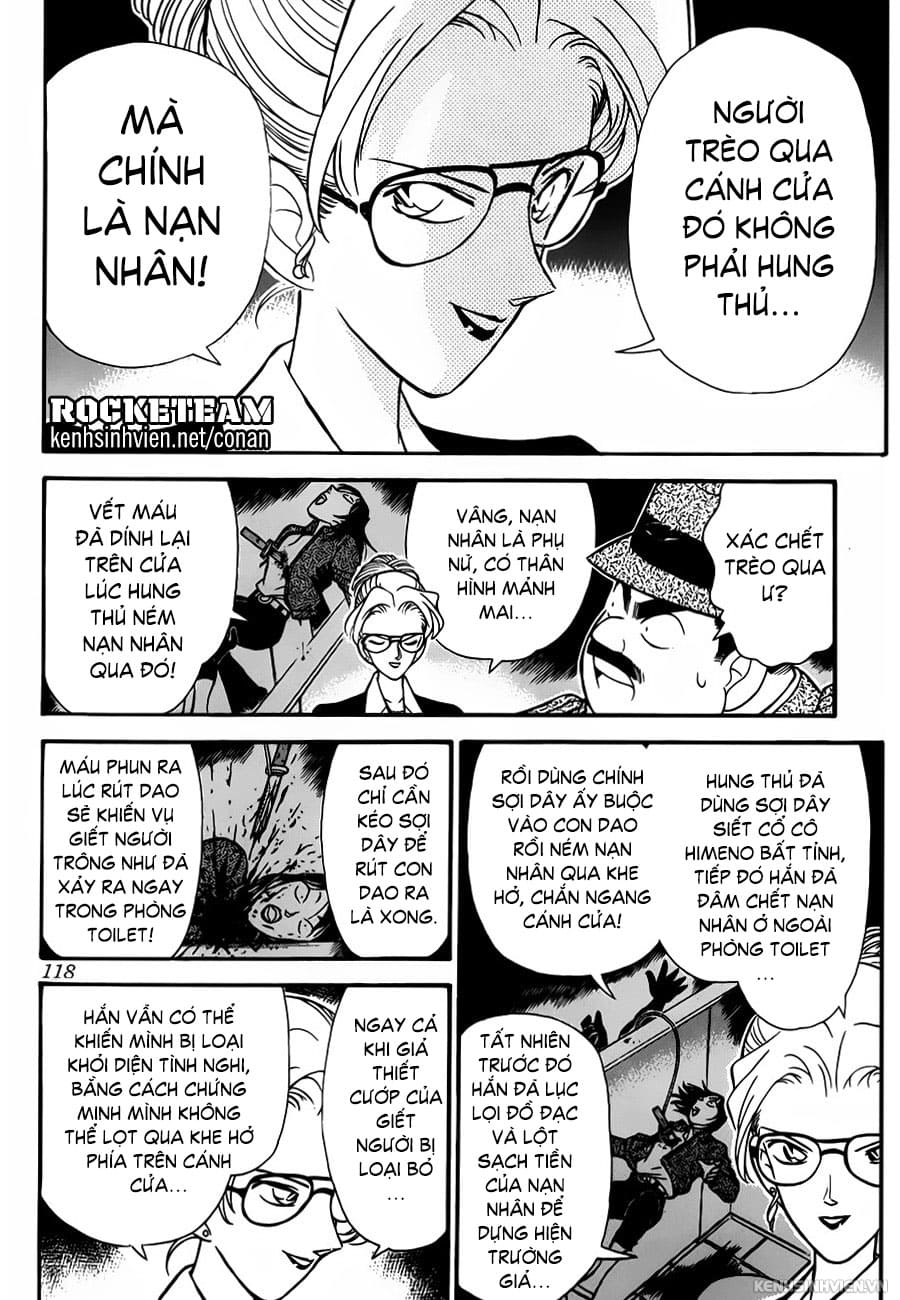 NGƯỜI
TRÈO QUA
CÁNH CỬA
ĐÓ KHÔNG
PHẢI HUNG
THỦ...
MÀ
CHÍNH
LÀ NẠN
NHÂN!
ROCKETEAM
kenhsinhvien.net/conan
XÁC CHẾT
TRÈO QUA
Ư?
VÂNG, NẠN
NHÂN LÀ PHỤ
NỮ, CÓ THÂN
HÌNH MẢNH
MAI...
VẾT MÁU
ĐÃ DÍNH LẠI
TRÊN CỬA
LÚC HUNG
THỦ NÉM
NẠN NHÂN
QUA ĐÓ!
HUNG THỦ ĐÃ
DÙNG SỢI DÂY
SIẾT CỔ CÔ
HIMENO BẤT TỈNH,
TIẾP ĐÓ HẮN ĐÃ
ĐÂM CHẾT NẠN
NHÂN Ở NGOÀI
PHÒNG TOILET
...
RỒI DÙNG CHÍNH
SỢI DÂY ẤY BUỘC
VÀO CON DAO
RỒI NÉM NẠN
NHÂN QUA KHE
HỞ, CHẮN NGANG
CÁNH CỬA!
TẤT NHIÊN
TRƯỚC ĐÓ
HẮN ĐÃ LỤC
LỌI ĐỒ ĐẠC
VÀ LỘT
SẠCH TIỀN
CỦA NẠN
NHÂN ĐỂ
DỰNG HIỆN
TRƯỜNG
GIẢ...
SAU ĐÓ
CHỈ CẦN
KÉO SỢI
DÂY ĐỂ
RÚT CON
DAO RA
LÀ XONG.
MÁU PHUN RA
LÚC RÚT DAO
SẼ KHIẾN VỤ
GIẾT NGƯỜI
TRÔNG NHƯ ĐÃ
XẢY RA NGAY
TRONG PHÒNG
TOILET!
118
NGAY CẢ
KHI GIẢ
THIẾT
CƯỚP CỦA
GIẾT
NGƯỜI BỊ
LOẠI BỎ
...
HẮN VẪN CÓ THỂ
KHIẾN MÌNH BỊ LOẠI
KHỎI DIỆN TÌNH NGHI,
BẰNG CÁCH CHỨNG
MINH MÌNH KHÔNG
THỂ LỌT QUA KHE HỞ
PHÍA TRÊN CÁNH
CỬA...
KENHSINHVIEN.VN